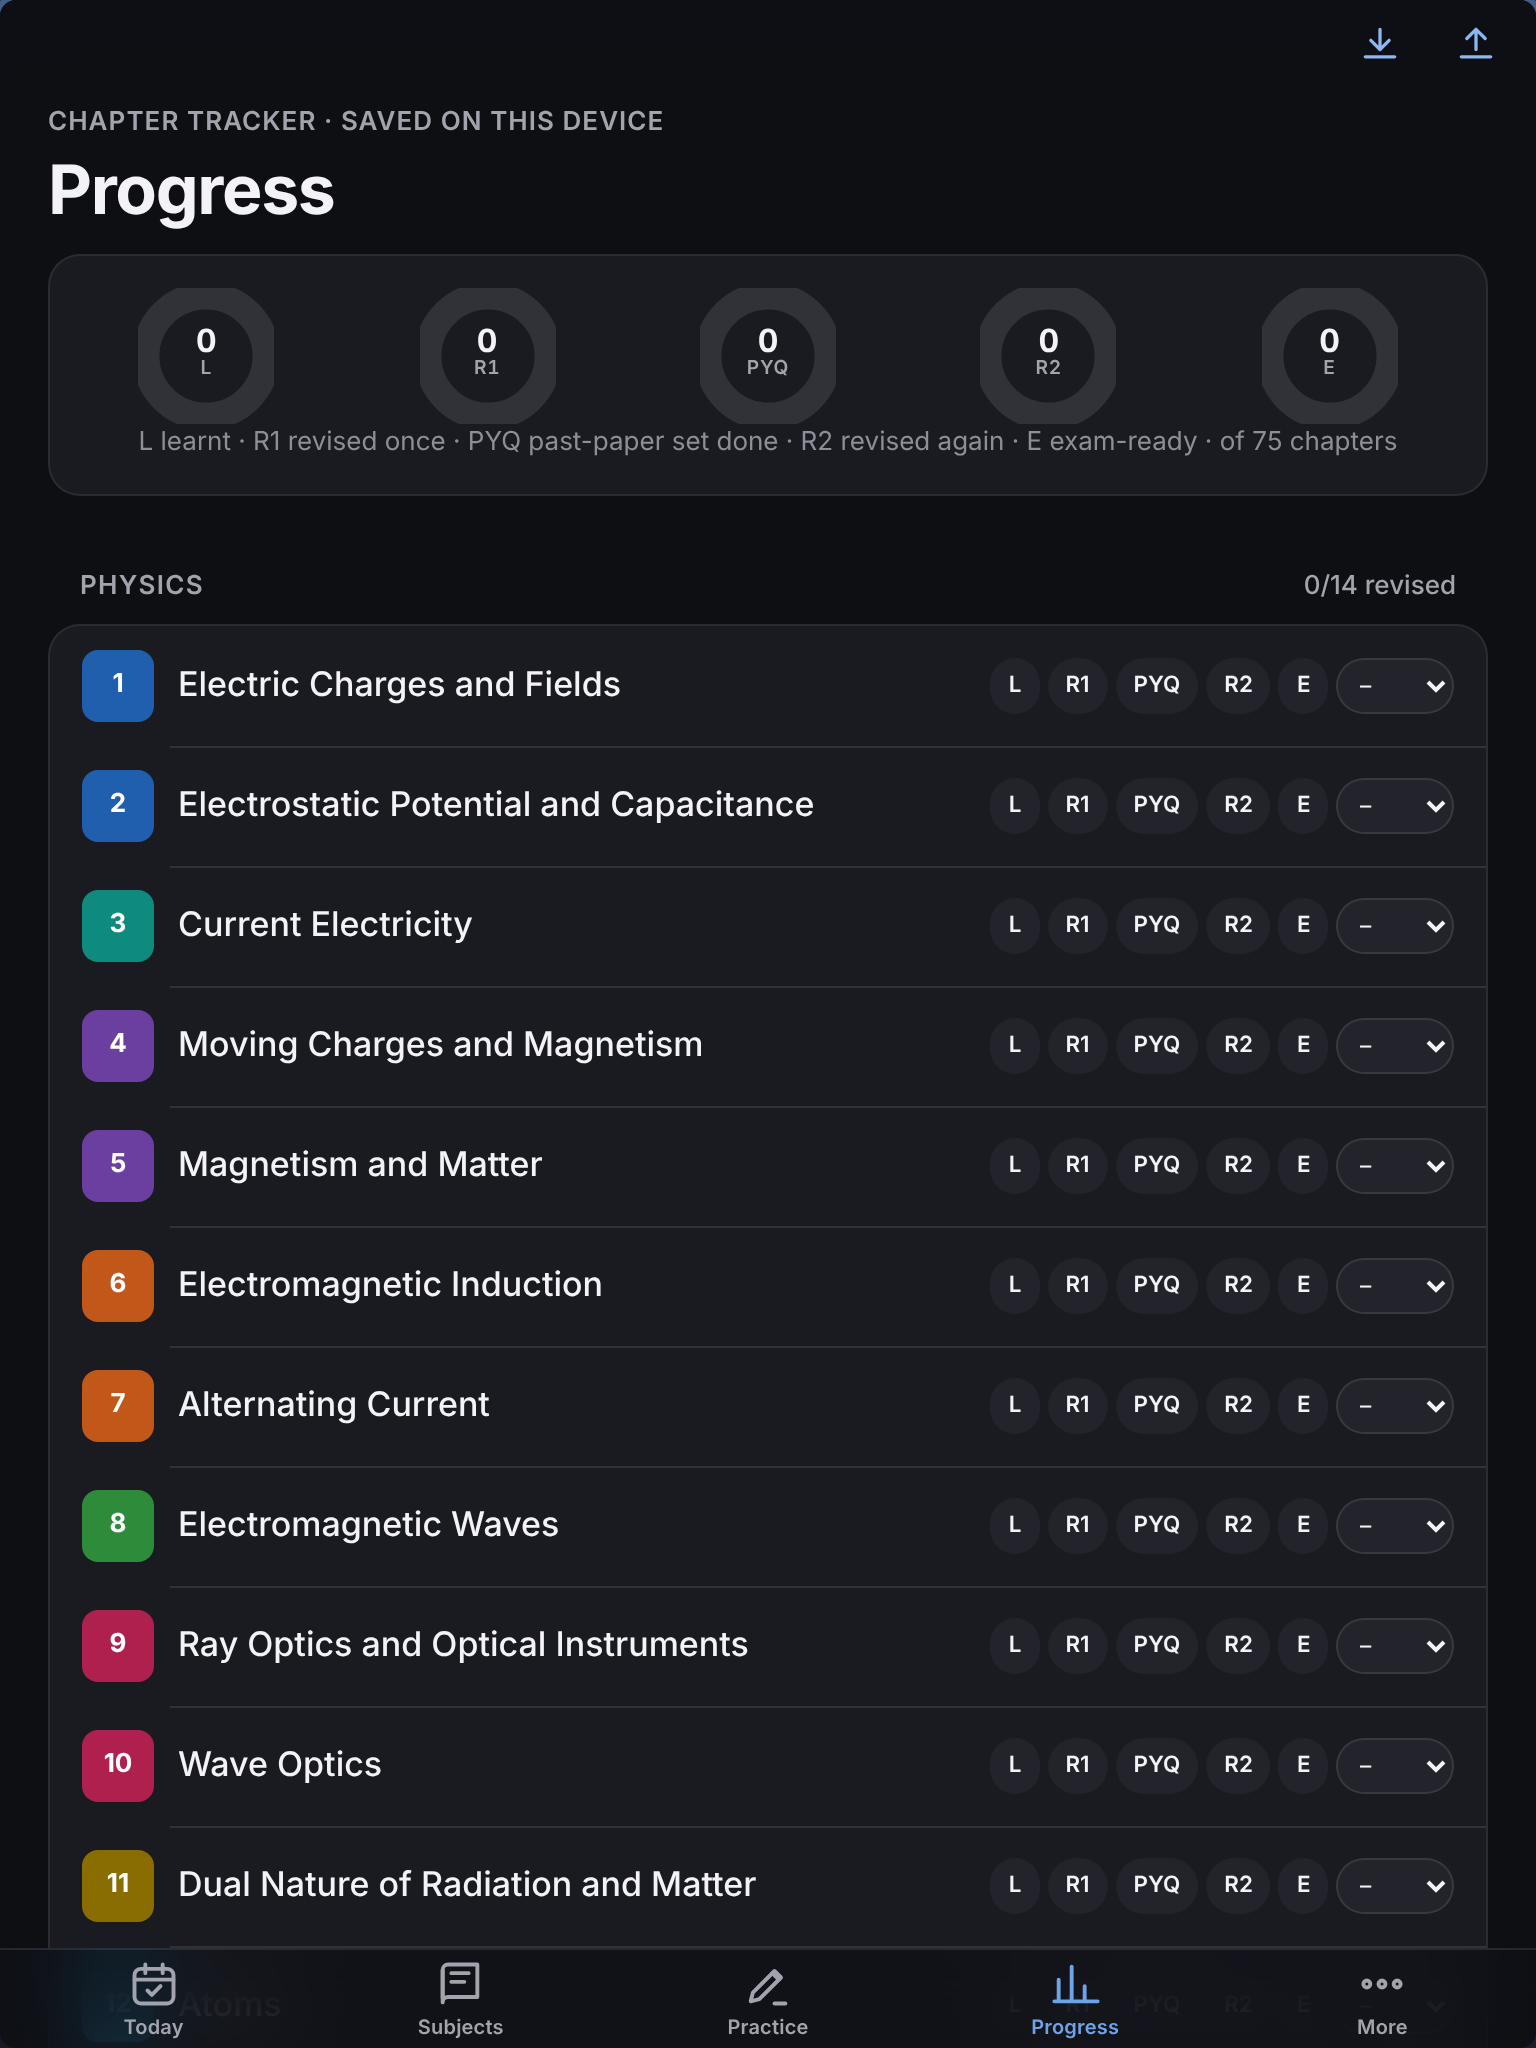 CHAPTER TRACKER · SAVED ON THIS DEVICE
Progress
0 0 0 0 0
L R1 PYQ R2 E
L learnt · R1 revised once · PYQ past-paper set done · R2 revised again · E exam-ready · of 75 chapters
PHYSICS 0/14 revised
1 Electric Charges and Fields L R1 PYQ R2 E –
2 Electrostatic Potential and Capacitance L R1 PYQ R2 E –
3 Current Electricity L R1 PYQ R2 E –
4 Moving Charges and Magnetism L R1 PYQ R2 E –
5 Magnetism and Matter L R1 PYQ R2 E –
6 Electromagnetic Induction L R1 PYQ R2 E –
7 Alternating Current L R1 PYQ R2 E –
8 Electromagnetic Waves L R1 PYQ R2 E –
9 Ray Optics and Optical Instruments L R1 PYQ R2 E –
10 Wave Optics L R1 PYQ R2 E –
11 Dual Nature of Radiation and Matter L R1 PYQ R2 E –
12 Atoms L R1 PYQ R2 E –
Today Subjects Practice Progress More